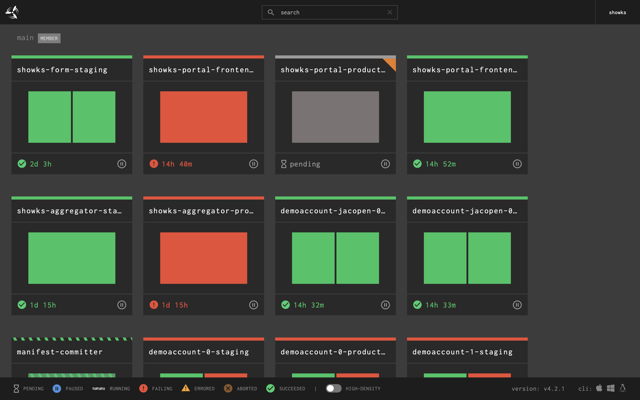 search
showks
main MEMBER
showks-form-staging
showks-portal-fronten…
showks-portal-product…
showks-portal-fronten…
2d 3h
14h 40m
pending
14h 52m
showks-aggregator-sta…
showks-aggregator-pro…
demoaccount-jacopen-0…
demoaccount-jacopen-0…
1d 15h
1d 15h
14h 32m
14h 33m
manifest-committer
demoaccount-0-staging
demoaccount-0-product…
demoaccount-1-staging
PENDING PAUSED RUNNING FAILING ERRORED ABORTED SUCCEEDED | HIGH-DENSITY version: v4.2.1 cli: